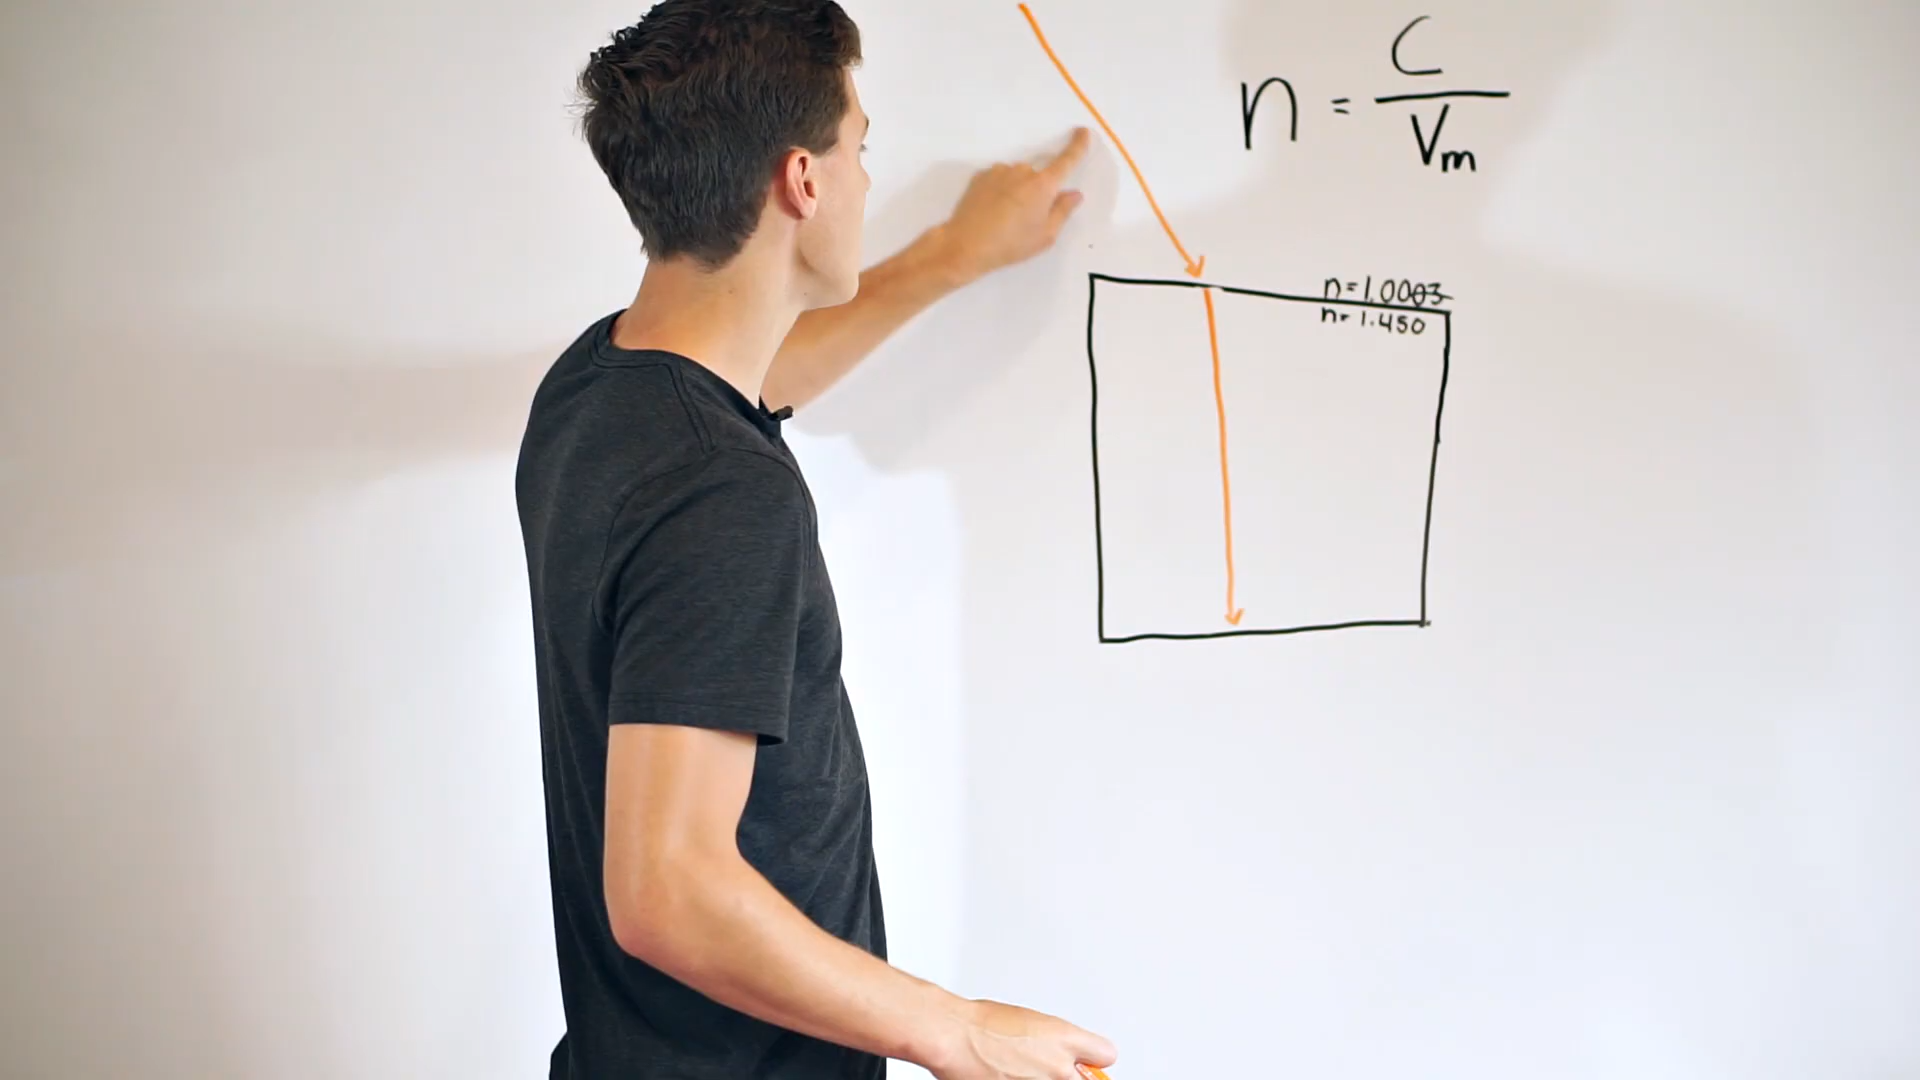 n = C / Vm
n=1.0003
n= 1.450